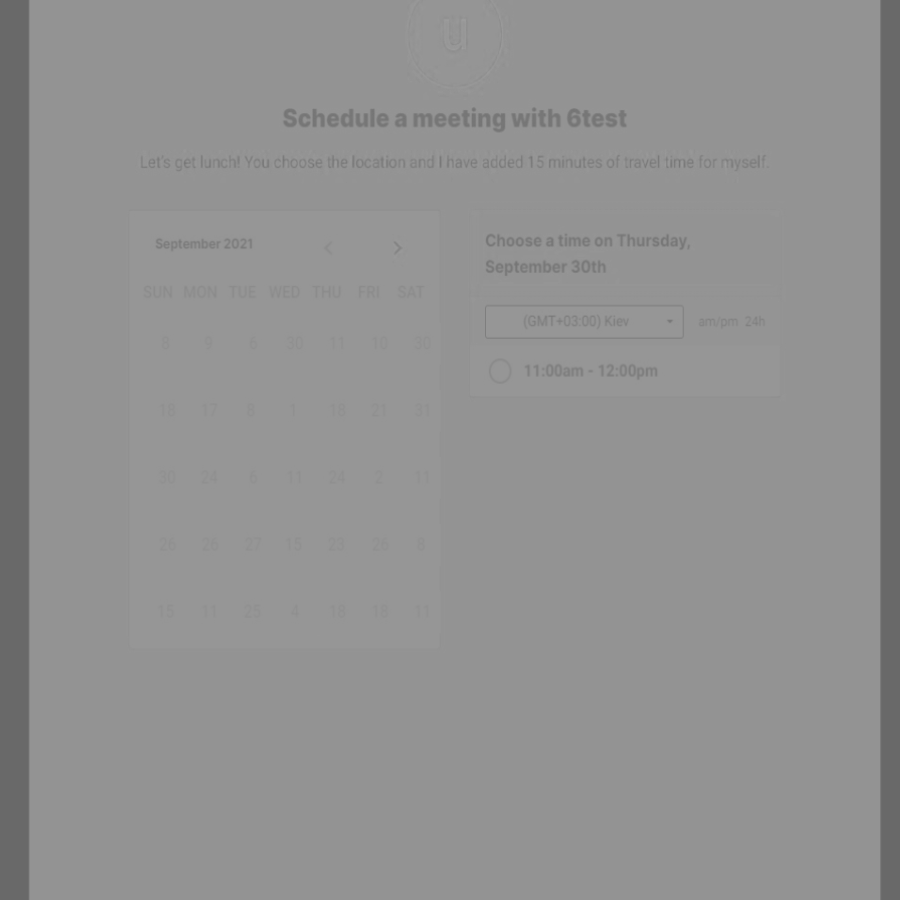 u
Schedule a meeting with 6test
Let's get lunch! You choose the location and I have added 15 minutes of travel time for myself.
September 2021 < >
SUN MON TUE WED THU FRI SAT
8 9 6 30 11 10 30
18 17 8 1 16 21 31
30 24 6 11 24 2 11
26 26 27 15 23 26 8
15 11 25 4 18 18 11
Choose a time on Thursday,
September 30th
(GMT+03:00) Kiev am/pm 24h
11:00am - 12:00pm